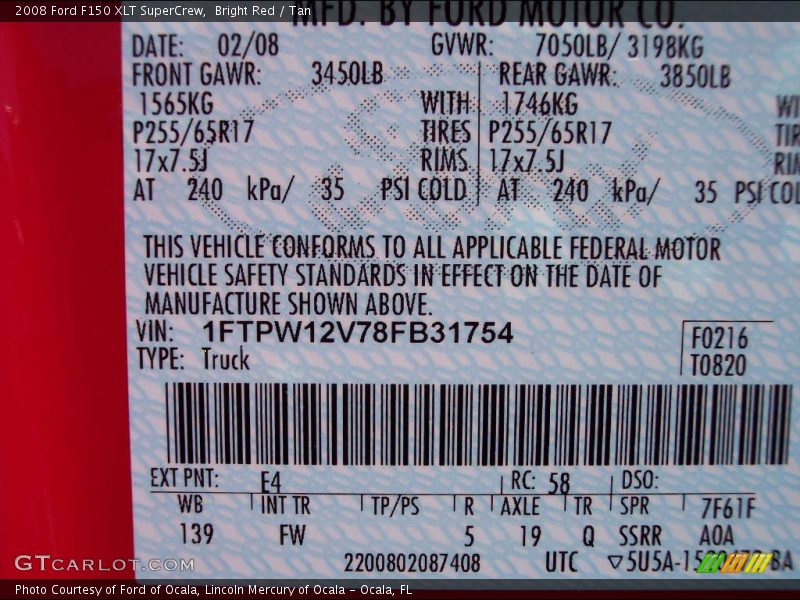 2008 Ford F150 XLT SuperCrew, Bright Red / Tan
MFD. BY FORD MOTOR CO.
DATE: 02/08 GVWR: 7050LB/ 3198KG
FRONT GAWR: 3450LB REAR GAWR: 3850LB
1565KG WITH 1746KG WI
P255/65R17 TIRES P255/65R17 TIR
17x7.5J RIMS 17x7.5J RIM
AT 240 kPa/ 35 PSI COLD AT 240 kPa/ 35 PSI COL
THIS VEHICLE CONFORMS TO ALL APPLICABLE FEDERAL MOTOR
VEHICLE SAFETY STANDARDS IN EFFECT ON THE DATE OF
MANUFACTURE SHOWN ABOVE.
VIN: 1FTPW12V78FB31754 F0216
TYPE: Truck T0820
EXT PNT: E4 RC: 58 DSO:
WB INT TR TP/PS R AXLE TR SPR 7F61F
139 FW 5 19 Q SSRR A0A
2200802087408 UTC ▽5U5A-
GTCARLOT.COM
Photo Courtesy of Ford of Ocala, Lincoln Mercury of Ocala - Ocala, FL